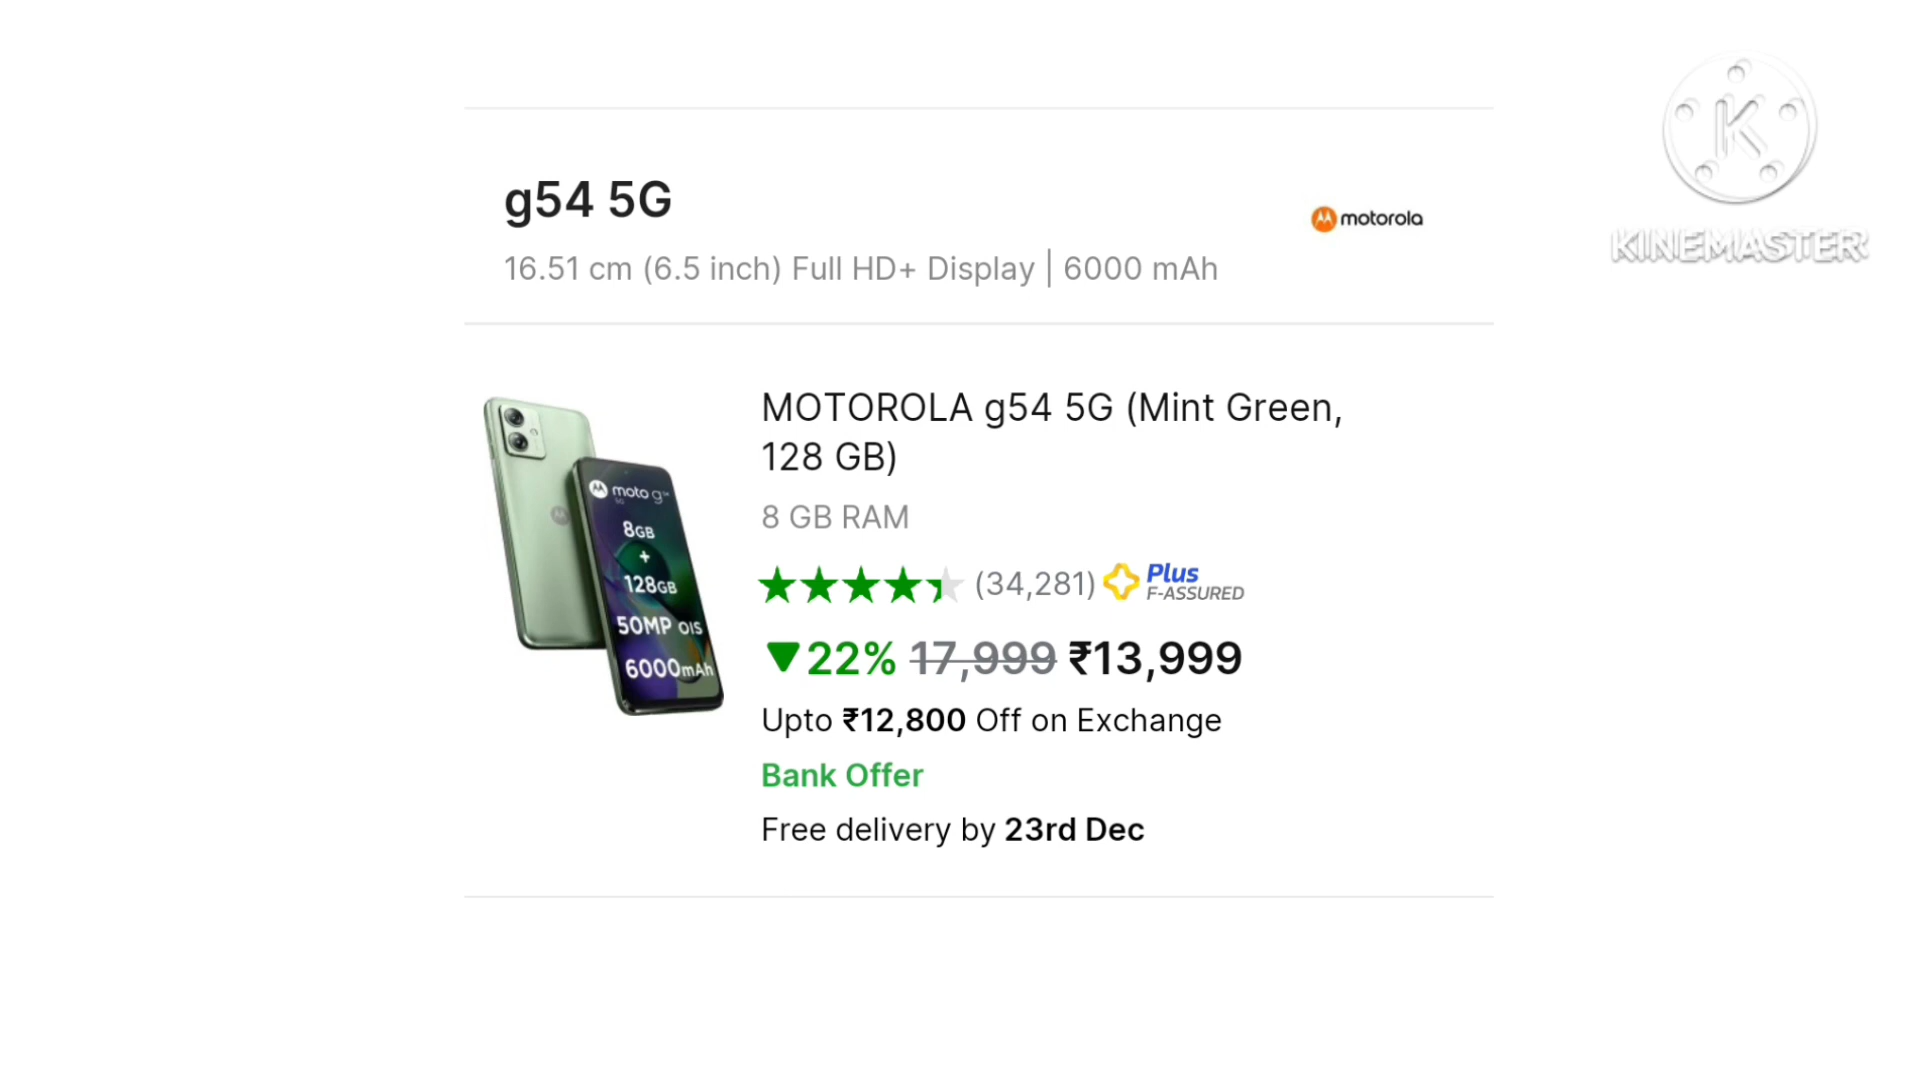 K
KINEMASTER
g54 5G
motorola
16.51 cm (6.5 inch) Full HD+ Display | 6000 mAh
MOTOROLA g54 5G (Mint Green,
128 GB)
8 GB RAM
(34,281) Plus
F-ASSURED
▼22% 17,999 ₹13,999
Upto ₹12,800 Off on Exchange
Bank Offer
Free delivery by 23rd Dec
moto g54
5G
8GB
+
128GB
50MP OIS
6000mAh